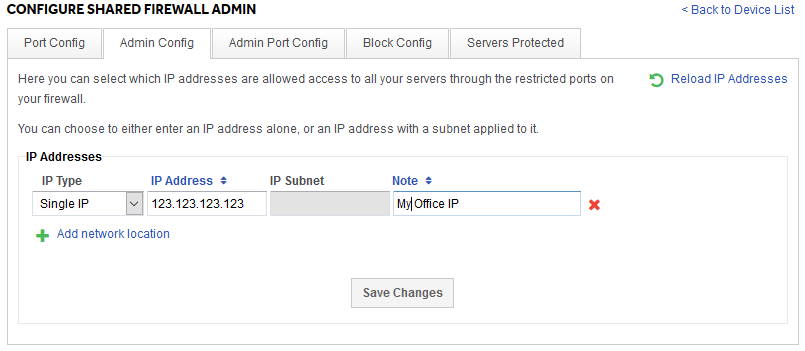 CONFIGURE SHARED FIREWALL ADMIN
< Back to Device List
Port Config
Admin Config
Admin Port Config
Block Config
Servers Protected
Here you can select which IP addresses are allowed access to all your servers through the restricted ports on
your firewall.
Reload IP Addresses
You can choose to either enter an IP address alone, or an IP address with a subnet applied to it.
IP Addresses
IP Type
IP Address
IP Subnet
Note
Single IP
123.123.123.123
My Office IP
Add network location
Save Changes